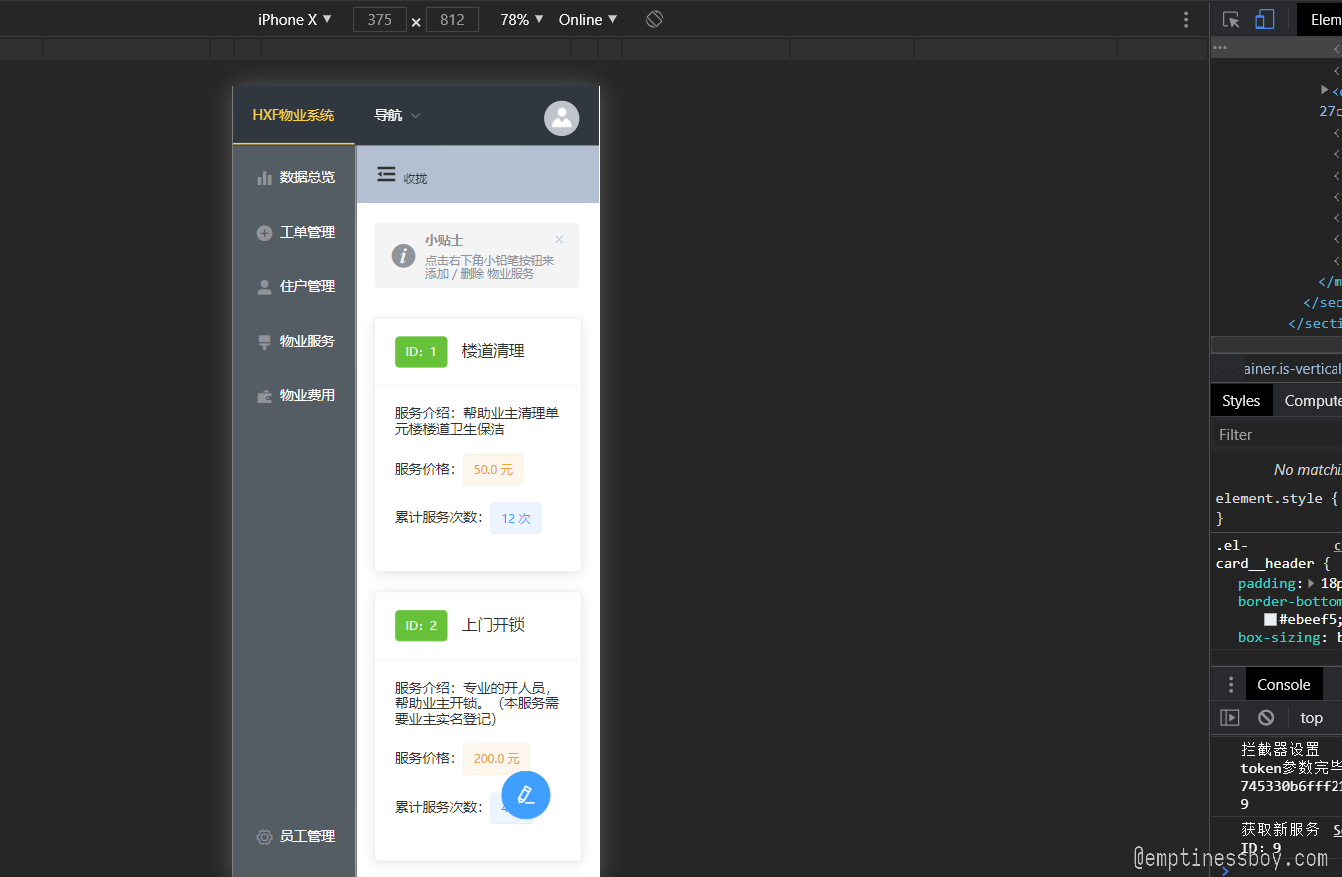 iPhone X ▼ 375 × 812 78% ▼ Online ▼
Elem
HXF物业系统 导航
收拢
数据总览
工单管理
住户管理
物业服务
物业费用
员工管理
小贴士
点击右下角小铅笔按钮来
添加 / 删除 物业服务
ID: 1 楼道清理
服务介绍：帮助业主清理单
元楼楼道卫生保洁
服务价格： 50.0 元
累计服务次数： 12 次
ID: 2 上门开锁
服务介绍：专业的开人员，
帮助业主开锁。（本服务需
要业主实名登记）
服务价格： 200.0 元
累计服务次数：
</m
</sec
</secti
ainer.is-vertical
Styles Compute
Filter
No matchi
element.style {
}
.el-
card__header {
padding: 18p
border-bottom
#ebeef5;
box-sizing: b
Console
top
拦截器设置
token参数完毕
745330b6fff21
9
获取新服务
ID: 9
@emptinessboy.com